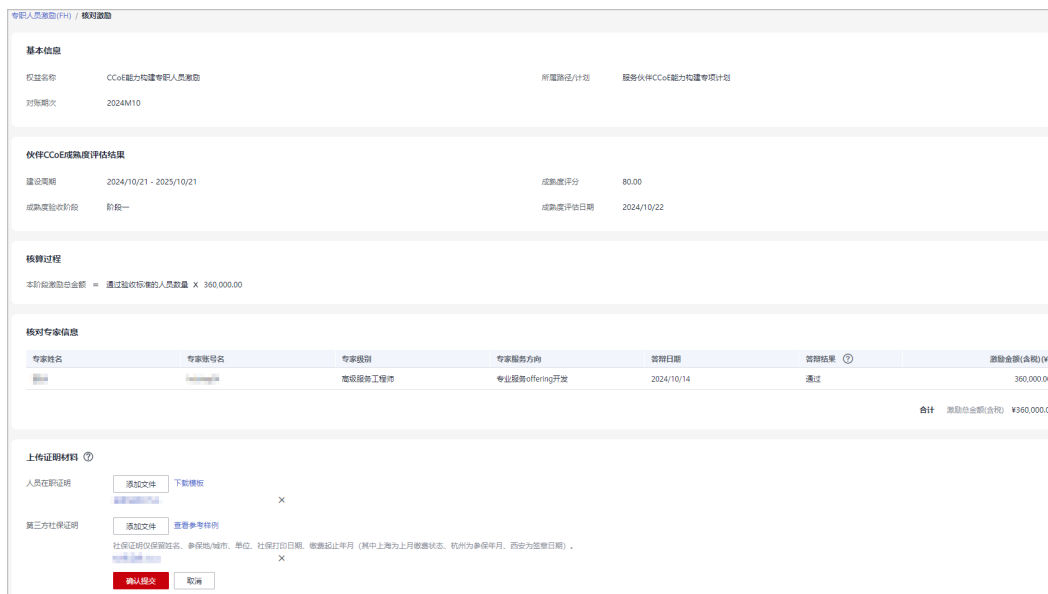 专职人员激励(FH) / 核对激励
基本信息
权益名称 CCoE能力构建专职人员激励 所属路径/计划 服务伙伴CCoE能力构建专项计划
对账期次 2024M10
伙伴CCoE成熟度评估结果
建设周期 2024/10/21 - 2025/10/21 成熟度评分 80.00
成熟度验收阶段 阶段一 成熟度评估日期 2024/10/22
核算过程
本阶段激励总金额 = 通过验收标准的人员数量 X 360,000.00
核对专家信息
专家姓名 专家账号名 专家级别 专家服务方向 答辩日期 答辩结果 ? 激励金额(含税)(¥
高级服务工程师 专业服务offering开发 2024/10/14 通过 360,000.0
合计 激励总金额(含税) ¥360,000.0
上传证明材料 ?
人员在职证明 添加文件 下载模板
第三方社保证明 添加文件 查看参考样例
社保证明仅保留姓名、参保地/城市、单位、社保打印日期、缴费起止年月（其中上海为上月缴费状态、杭州为参保年月、西安为签章日期）。
确认提交 取消